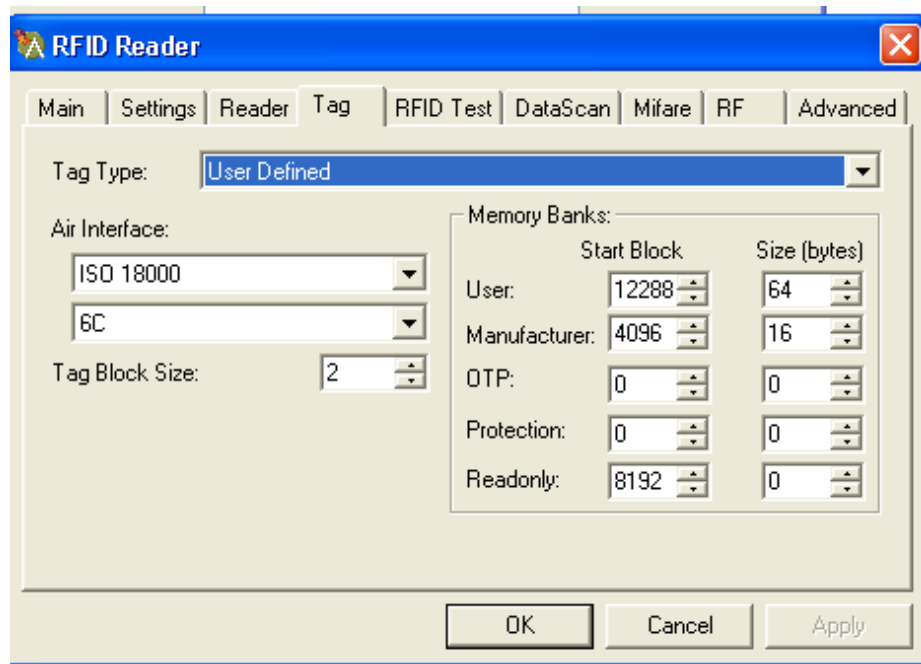 RFID Reader
Main Settings Reader Tag RFID Test DataScan Mifare RF Advanced
Tag Type: User Defined
Air Interface:
ISO 18000
6C
Tag Block Size: 2
Memory Banks:
Start Block Size (bytes)
User: 12288 64
Manufacturer: 4096 16
OTP: 0 0
Protection: 0 0
Readonly: 8192 0
OK Cancel Apply